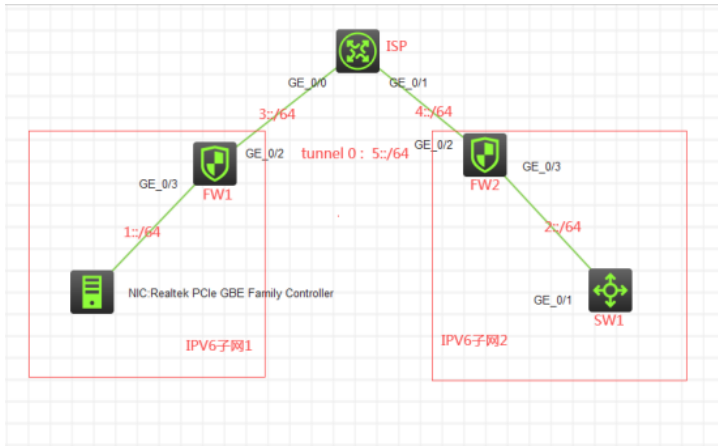 ISP
GE_0/0
GE_0/1
3::/64
4::/64
GE_0/2
tunnel 0 : 5::/64
GE_0/2
GE_0/3
FW1
FW2
GE_0/3
1::/64
2::/64
NIC:Realtek PCIe GBE Family Controller
GE_0/1
SW1
IPV6子网1
IPV6子网2